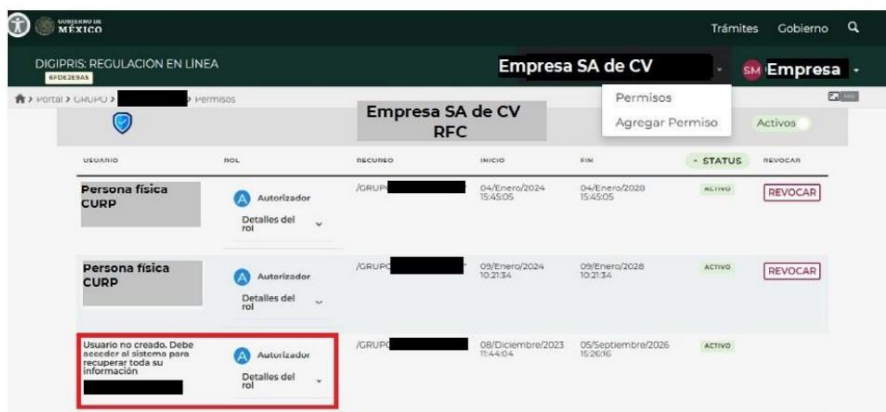 GOBIERNO DE
MÉXICO
Trámites Gobierno
DIGIPRIS: REGULACIÓN EN LÍNEA
6FDEZE8AS
Empresa SA de CV
SM Empresa
> Portal > GRUPO > > Permisos
Permisos
Agregar Permiso
Empresa SA de CV
RFC
Activos
USUARIO ROL RECURSO INICIO FIN STATUS REVOCAR
Persona física
CURP
A Autorizador
Detalles del
rol
/GRUPO
04/Enero/2024
15:45:05
04/Enero/2028
15:45:05
ACTIVO
REVOCAR
Persona física
CURP
A Autorizador
Detalles del
rol
/GRUPO
09/Enero/2024
10:21:34
09/Enero/2028
10:21:34
ACTIVO
REVOCAR
Usuario no creado. Debe
acceder al sistema para
recuperar toda su
información
A Autorizador
Detalles del
rol
/GRUPO
08/Diciembre/2023
11:44:04
05/Septiembre/2026
15:26:16
ACTIVO